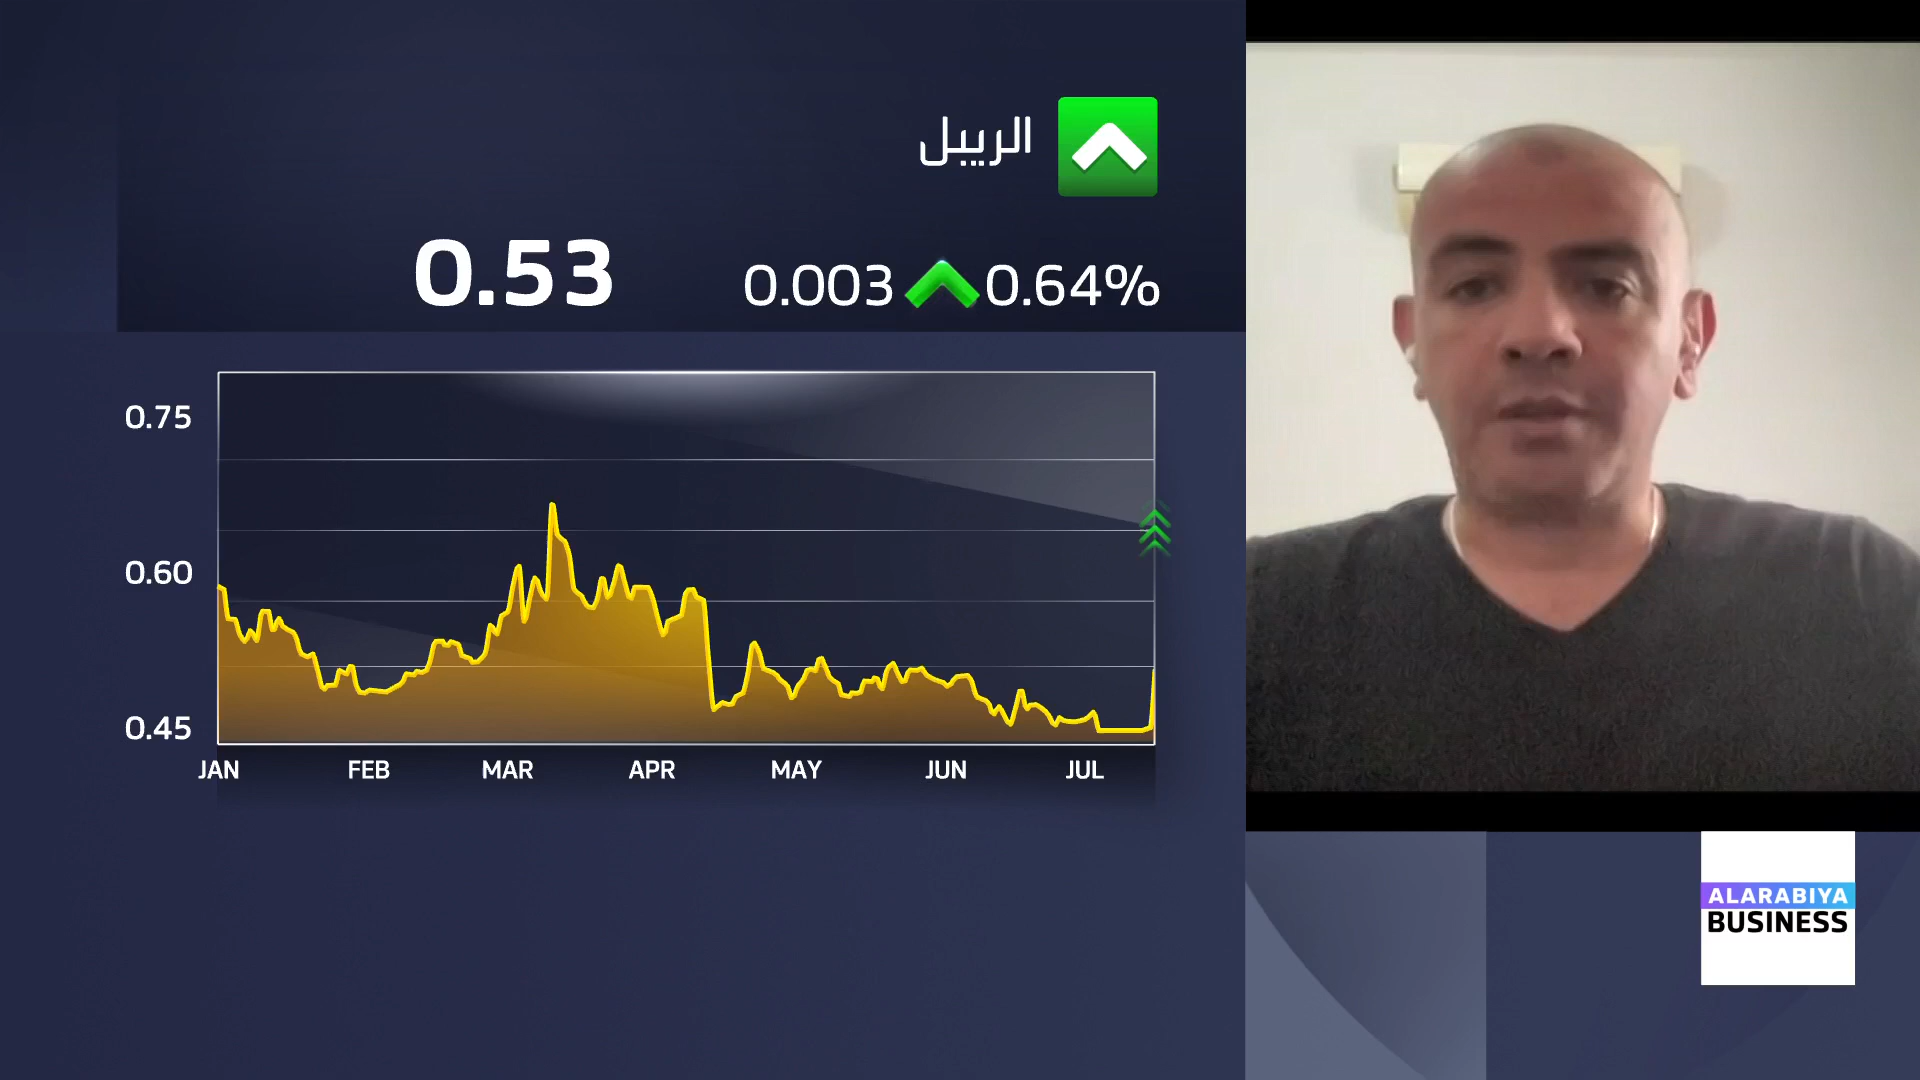 الريبل
0.53 0.003 0.64%
0.75
0.60
0.45
JAN FEB MAR APR MAY JUN JUL
ALARABIYA
BUSINESS